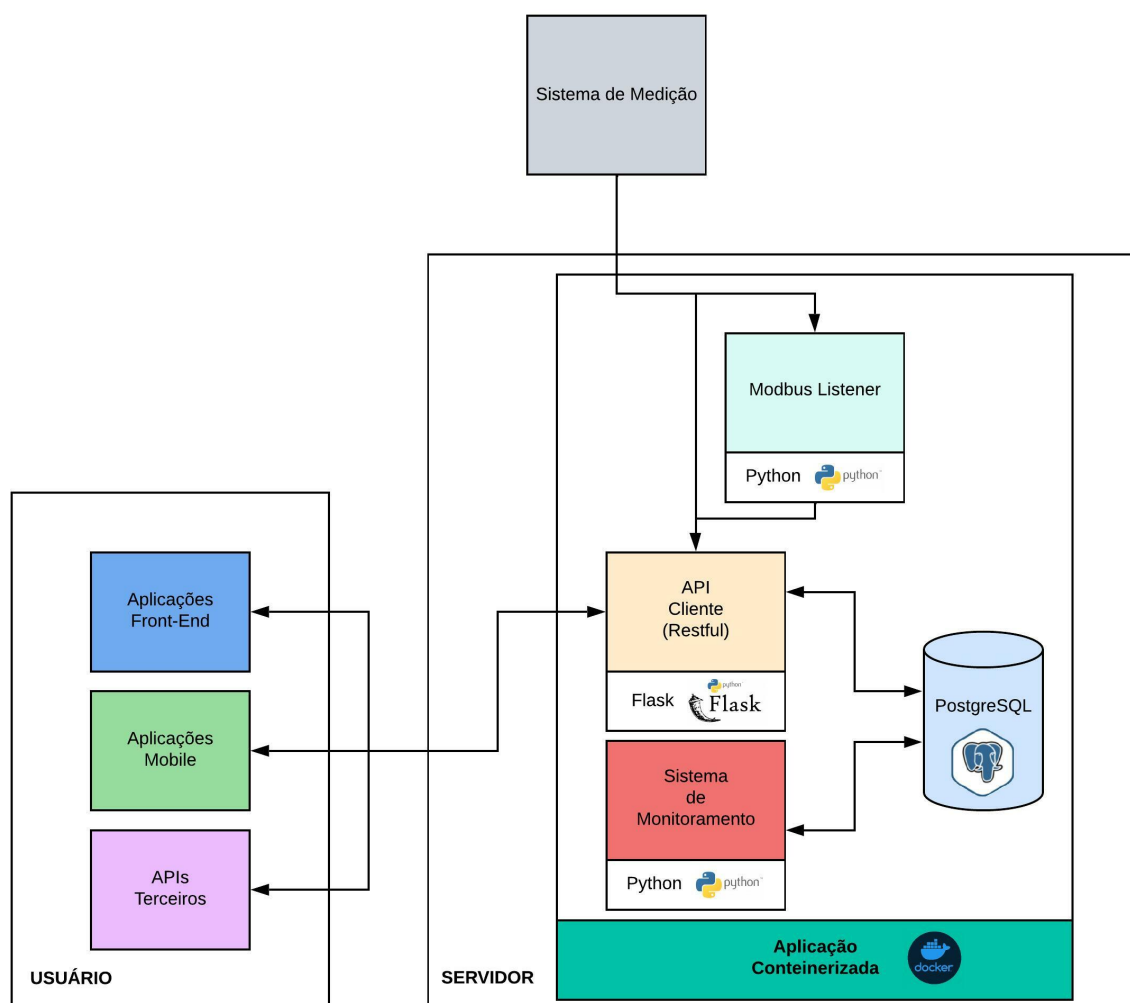 Sistema de Medição
Modbus Listener
Python
python
Aplicações
Front-End
Aplicações
Mobile
APIs
Terceiros
USUÁRIO
API
Cliente
(Restful)
Flask
python
Flask
Sistema
de
Monitoramento
Python
python
PostgreSQL
SERVIDOR
Aplicação
Conteinerizada
docker